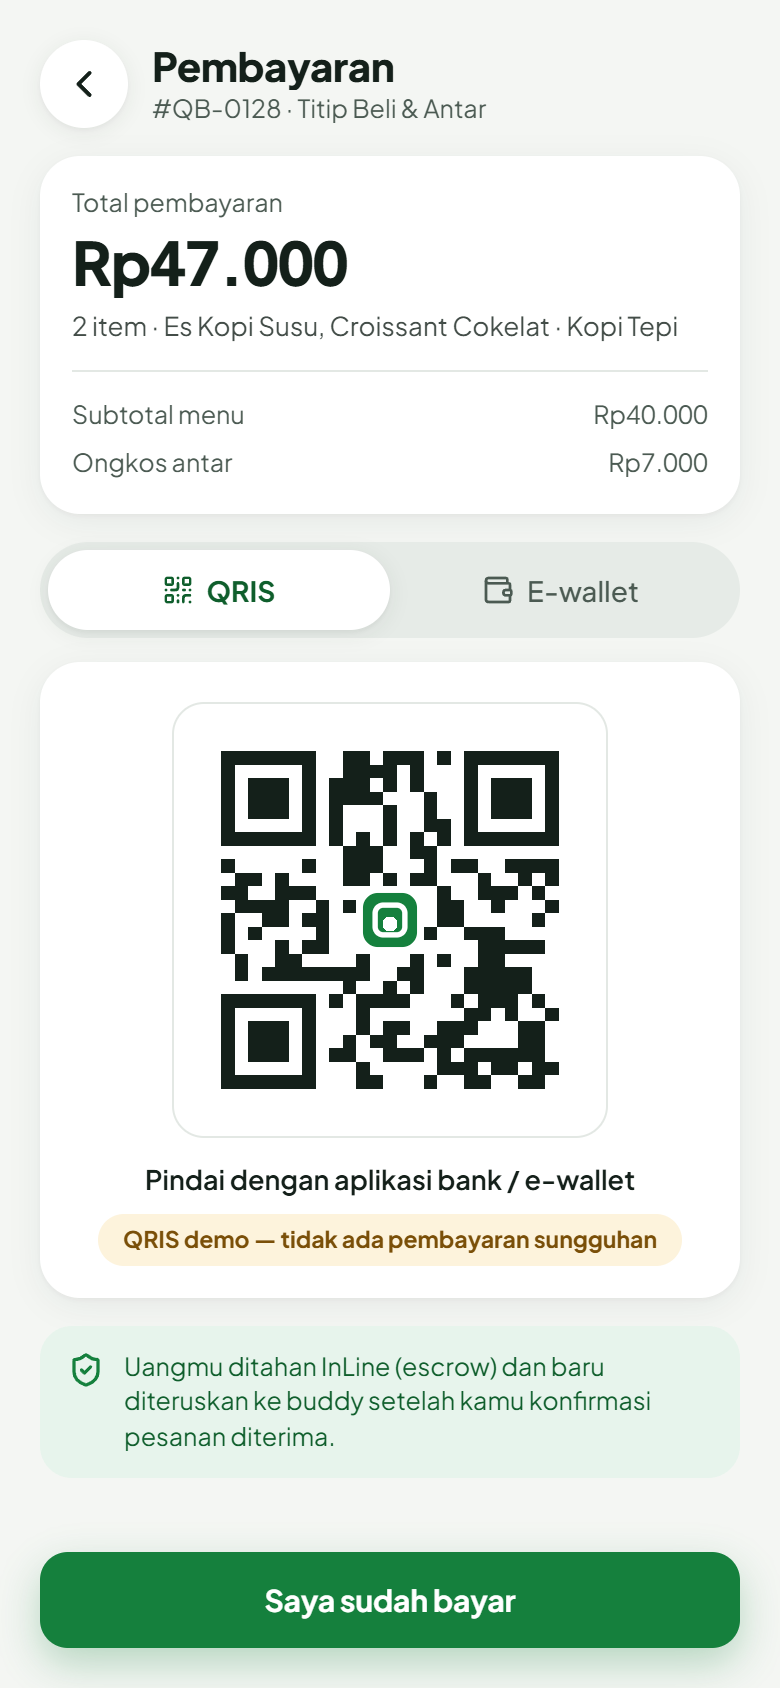 Pembayaran
#QB-0128 · Titip Beli & Antar
Total pembayaran
Rp47.000
2 item · Es Kopi Susu, Croissant Cokelat · Kopi Tepi
Subtotal menu Rp40.000
Ongkos antar Rp7.000
QRIS E-wallet
Pindai dengan aplikasi bank / e-wallet
QRIS demo — tidak ada pembayaran sungguhan
Uangmu ditahan InLine (escrow) dan baru
diteruskan ke buddy setelah kamu konfirmasi
pesanan diterima.
Saya sudah bayar